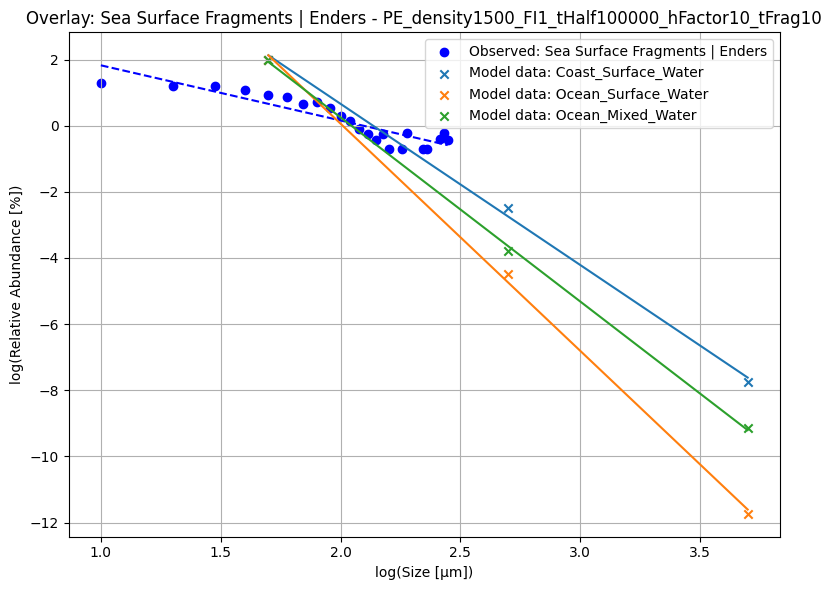 Overlay: Sea Surface Fragments | Enders - PE_density1500_FI1_tHalf100000_hFactor10_tFrag10
Observed: Sea Surface Fragments | Enders
Model data: Coast_Surface_Water
Model data: Ocean_Surface_Water
Model data: Ocean_Mixed_Water
log(Relative Abundance [%])
2
0
−2
−4
−6
−8
−10
−12
1.0 1.5 2.0 2.5 3.0 3.5
log(Size [μm])